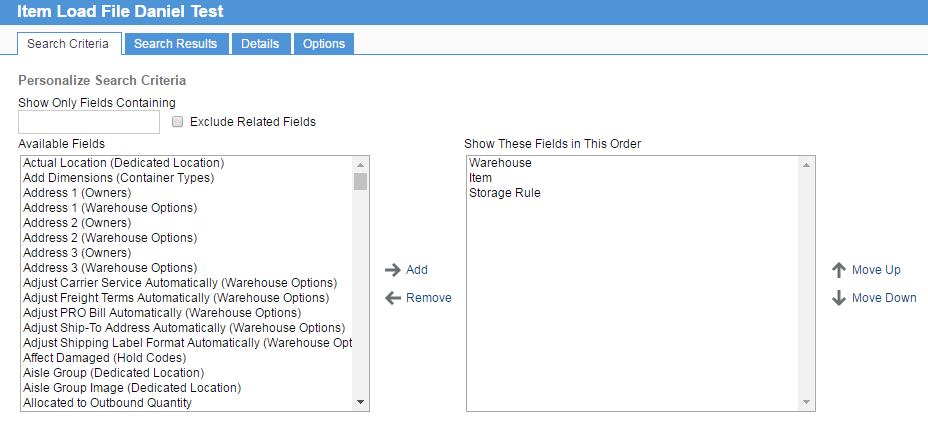 Item Load File Daniel Test
Search Criteria
Search Results
Details
Options
Personalize Search Criteria
Show Only Fields Containing
Exclude Related Fields
Available Fields
Actual Location (Dedicated Location)
Add Dimensions (Container Types)
Address 1 (Owners)
Address 1 (Warehouse Options)
Address 2 (Owners)
Address 2 (Warehouse Options)
Address 3 (Owners)
Address 3 (Warehouse Options)
Adjust Carrier Service Automatically (Warehouse Options)
Adjust Freight Terms Automatically (Warehouse Options)
Adjust PRO Bill Automatically (Warehouse Options)
Adjust Ship-To Address Automatically (Warehouse Options)
Adjust Shipping Label Format Automatically (Warehouse Opt
Affect Damaged (Hold Codes)
Aisle Group (Dedicated Location)
Aisle Group Image (Dedicated Location)
Allocated to Outbound Quantity
Add
Remove
Show These Fields in This Order
Warehouse
Item
Storage Rule
Move Up
Move Down